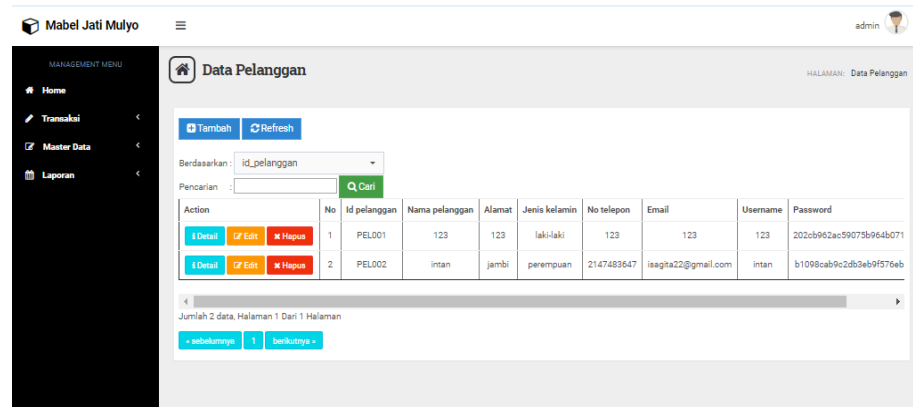 Mabel Jati Mulyo
admin
MANAGEMENT MENU
Home
Transaksi
Master Data
Laporan
Data Pelanggan
HALAMAN: Data Pelanggan
Tambah Refresh
Berdasarkan : id_pelanggan
Pencarian : Cari
Action No Id pelanggan Nama pelanggan Alamat Jenis kelamin No telepon Email Username Password
Detail Edit Hapus 1 PEL001 123 123 laki-laki 123 123 123 202cb962ac59075b964b071
Detail Edit Hapus 2 PEL002 intan jambi perempuan 2147483647 isagita22@gmail.com intan b1098cab9c2db3eb9f576eb
Jumlah 2 data, Halaman 1 Dari 1 Halaman
« sebelumnya 1 berikutnya »